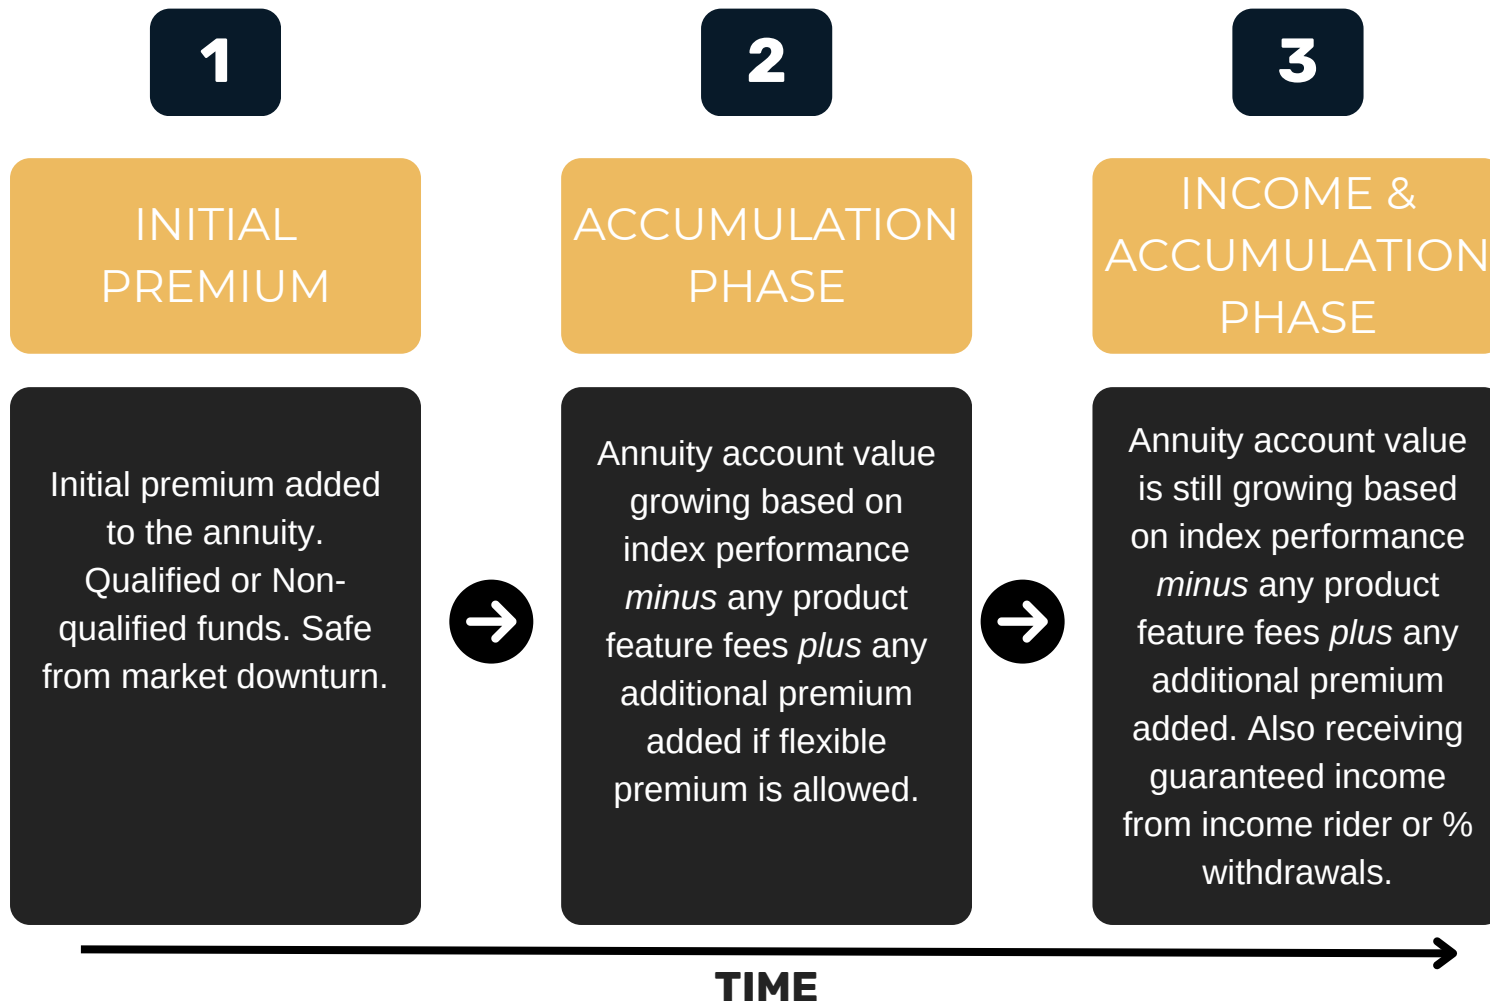 1
INITIAL
PREMIUM
Initial premium added
to the annuity.
Qualified or Non-
qualified funds. Safe
from market downturn.
2
ACCUMULATION
PHASE
Annuity account value
growing based on
index performance
minus any product
feature fees plus any
additional premium
added if flexible
premium is allowed.
3
INCOME &
ACCUMULATION
PHASE
Annuity account value
is still growing based
on index performance
minus any product
feature fees plus any
additional premium
added. Also receiving
guaranteed income
from income rider or %
withdrawals.
TIME